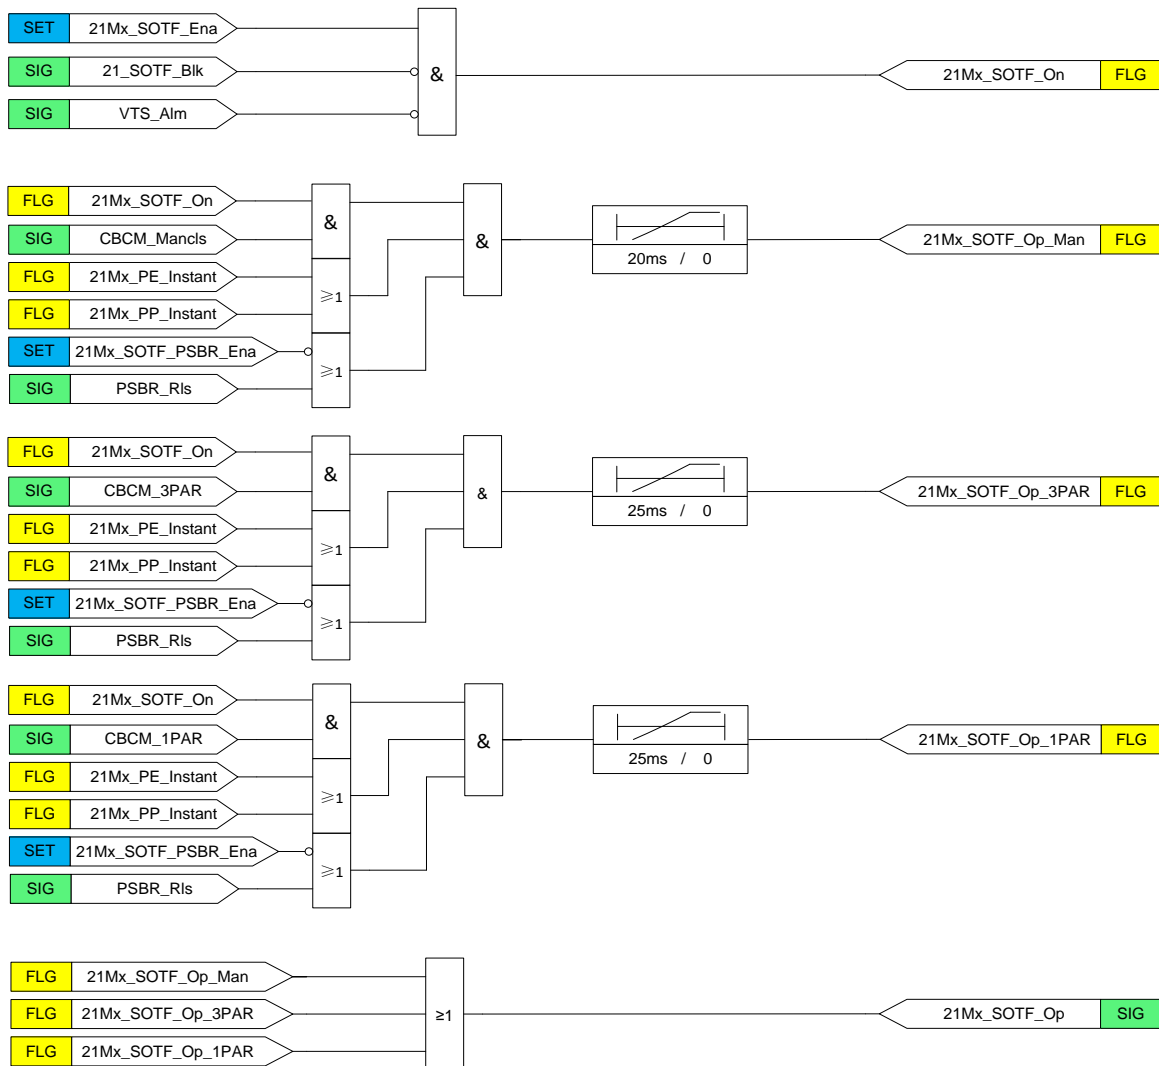 SET 21Mx_SOTF_Ena
SIG 21_SOTF_Blk
SIG VTS_Alm
&
21Mx_SOTF_On FLG
FLG 21Mx_SOTF_On
SIG CBCM_Mancls
FLG 21Mx_PE_Instant
FLG 21Mx_PP_Instant
SET 21Mx_SOTF_PSBR_Ena
SIG PSBR_Rls
&
≥1
≥1
&
20ms / 0
21Mx_SOTF_Op_Man FLG
FLG 21Mx_SOTF_On
SIG CBCM_3PAR
FLG 21Mx_PE_Instant
FLG 21Mx_PP_Instant
SET 21Mx_SOTF_PSBR_Ena
SIG PSBR_Rls
&
≥1
≥1
&
25ms / 0
21Mx_SOTF_Op_3PAR FLG
FLG 21Mx_SOTF_On
SIG CBCM_1PAR
FLG 21Mx_PE_Instant
FLG 21Mx_PP_Instant
SET 21Mx_SOTF_PSBR_Ena
SIG PSBR_Rls
&
≥1
≥1
&
25ms / 0
21Mx_SOTF_Op_1PAR FLG
FLG 21Mx_SOTF_Op_Man
FLG 21Mx_SOTF_Op_3PAR
FLG 21Mx_SOTF_Op_1PAR
≥1
21Mx_SOTF_Op SIG